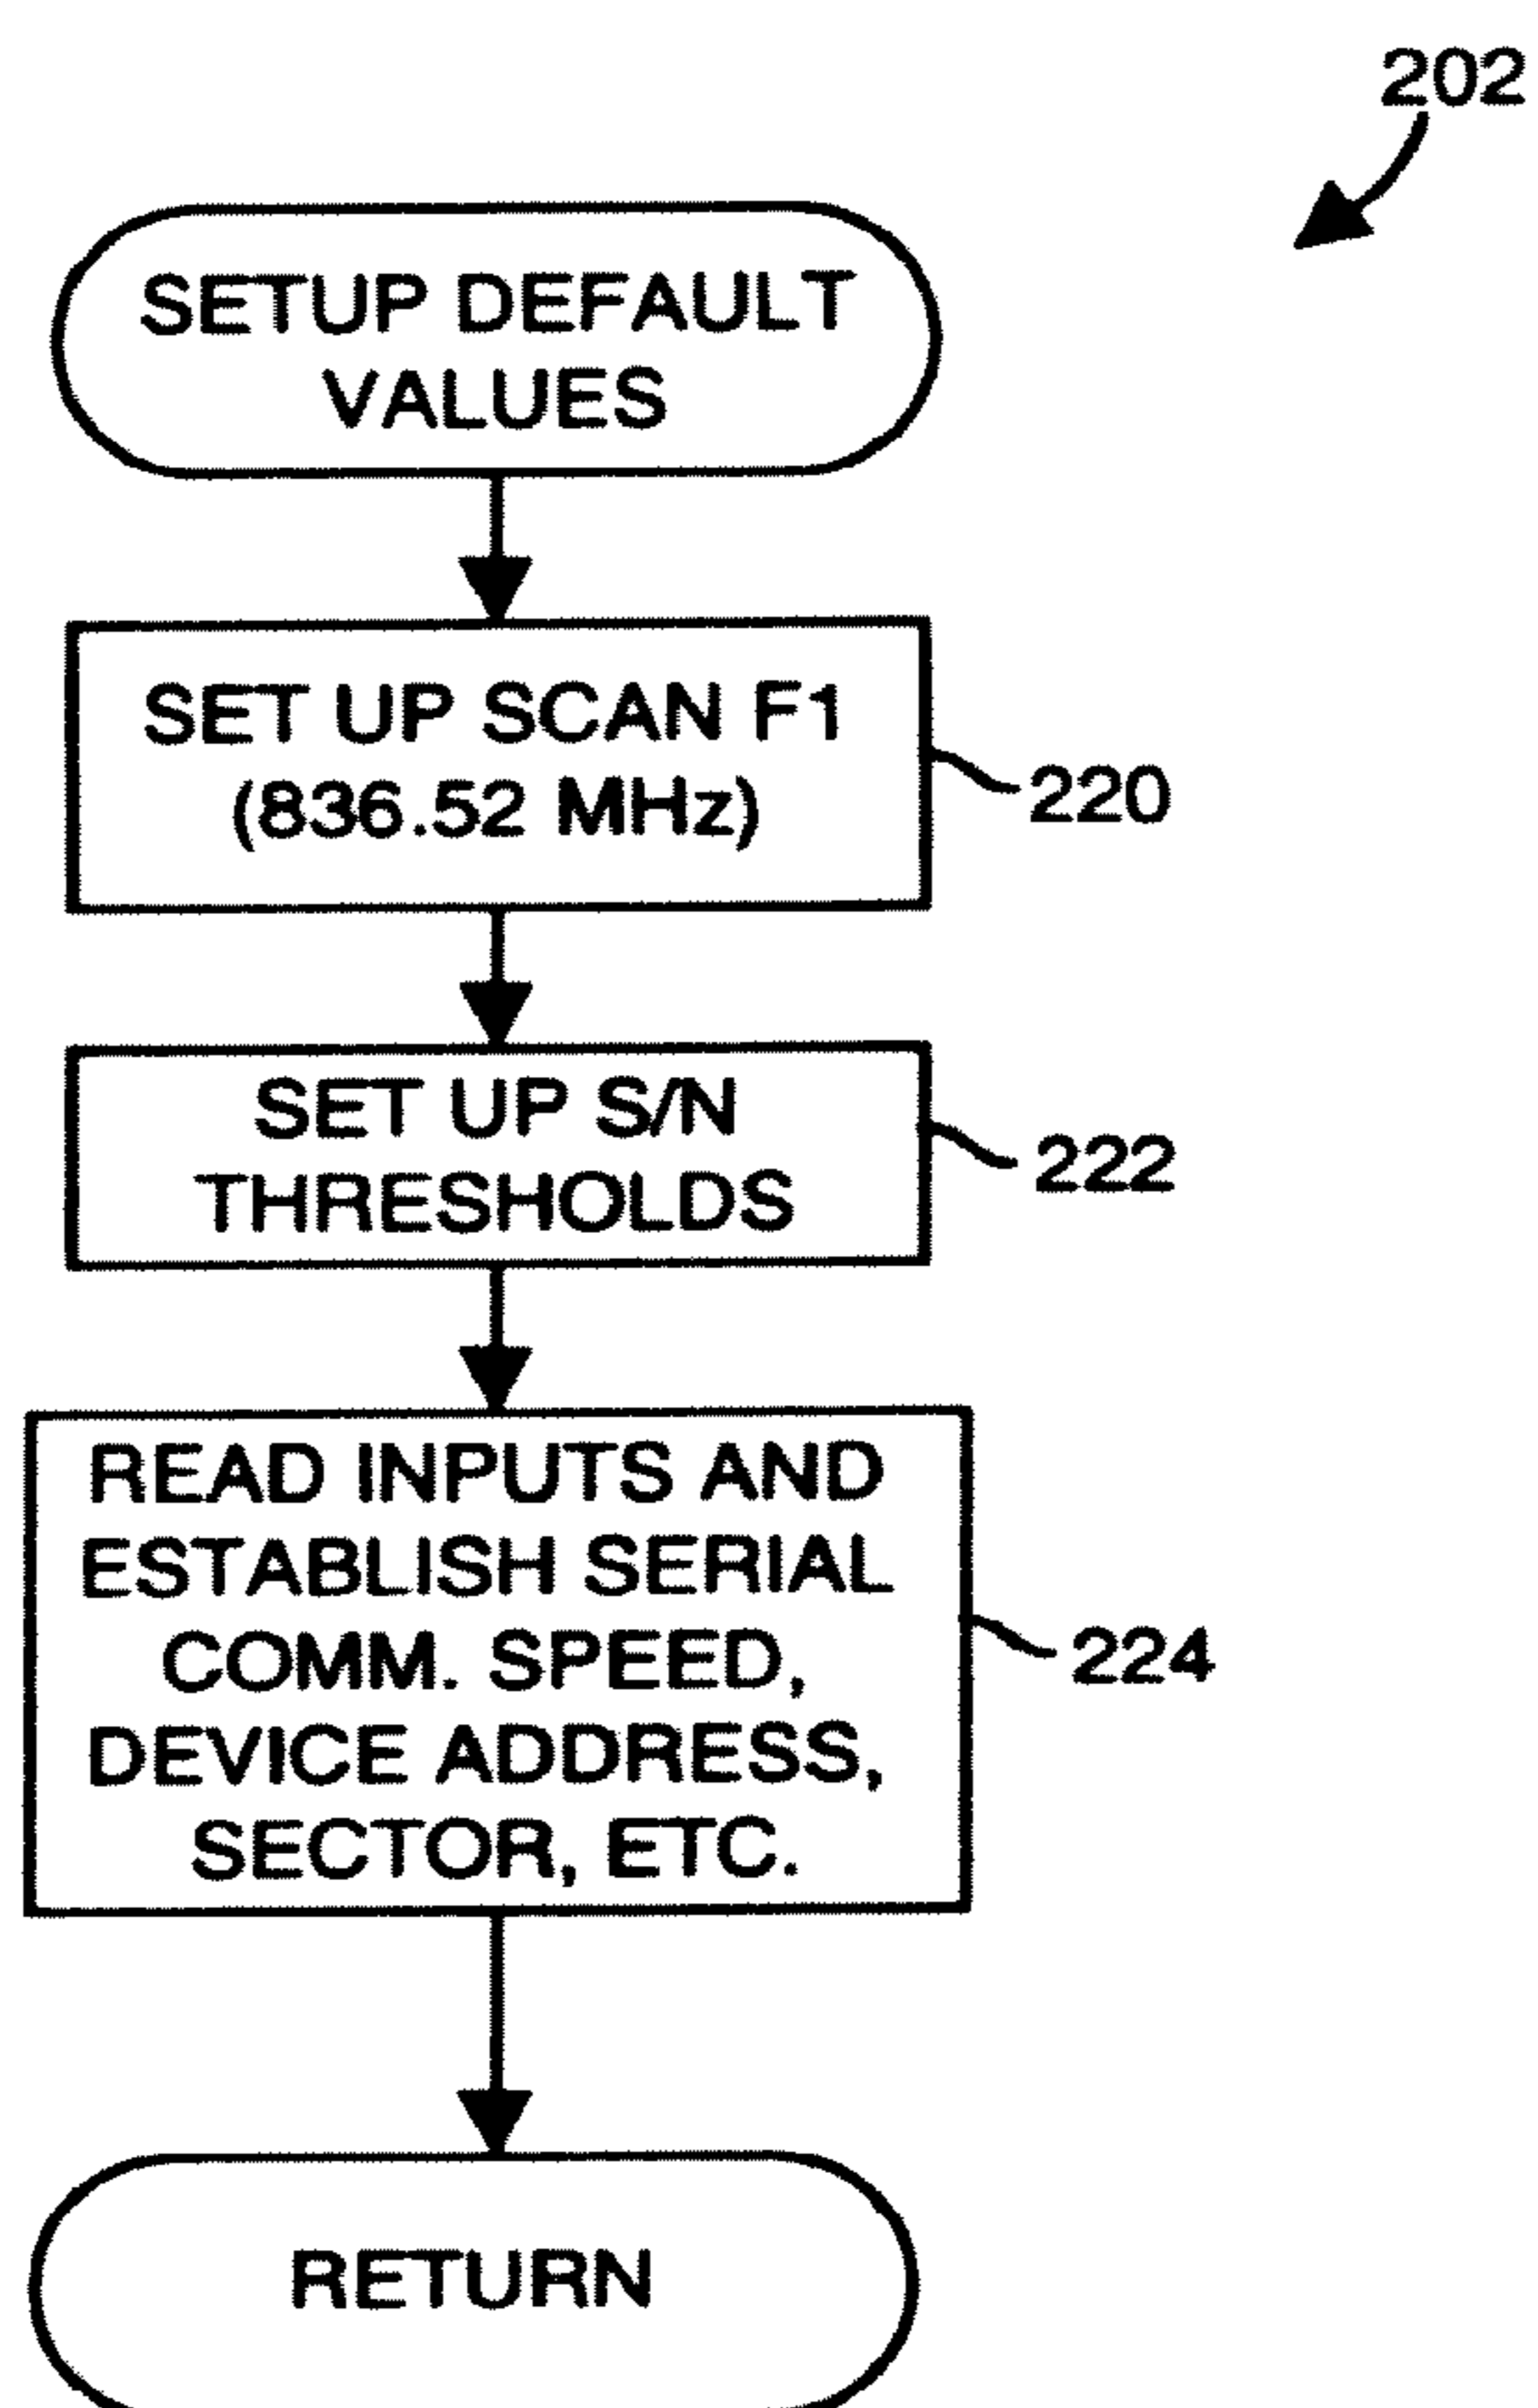 202
SETUP DEFAULT
VALUES
SET UP SCAN F1
(836.52 MHz)
220
SET UP S/N
THRESHOLDS
222
READ INPUTS AND
ESTABLISH SERIAL
COMM. SPEED,
DEVICE ADDRESS,
SECTOR, ETC.
224
RETURN